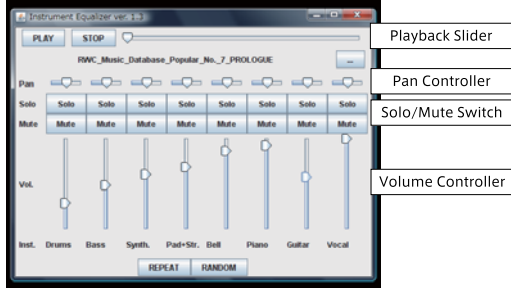 Instrument Equalizer ver. 1.3
PLAY STOP
Playback Slider
RWC_Music_Database_Popular_No._7_PROLOGUE ...
Pan
Pan Controller
Solo Solo Solo Solo Solo Solo Solo Solo Solo
Solo/Mute Switch
Mute Mute Mute Mute Mute Mute Mute Mute Mute
Vol.
Volume Controller
Inst. Drums Bass Synth. Pad+Str. Bell Piano Guitar Vocal
REPEAT RANDOM